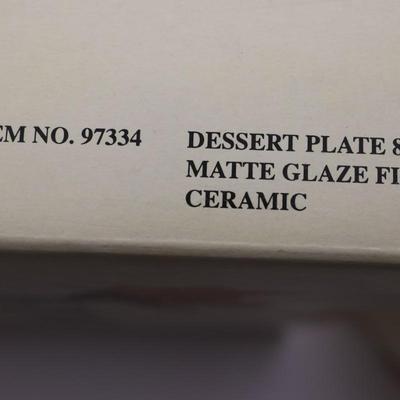 EM NO. 97334 DESSERT PLATE 8
MATTE GLAZE FI
CERAMIC